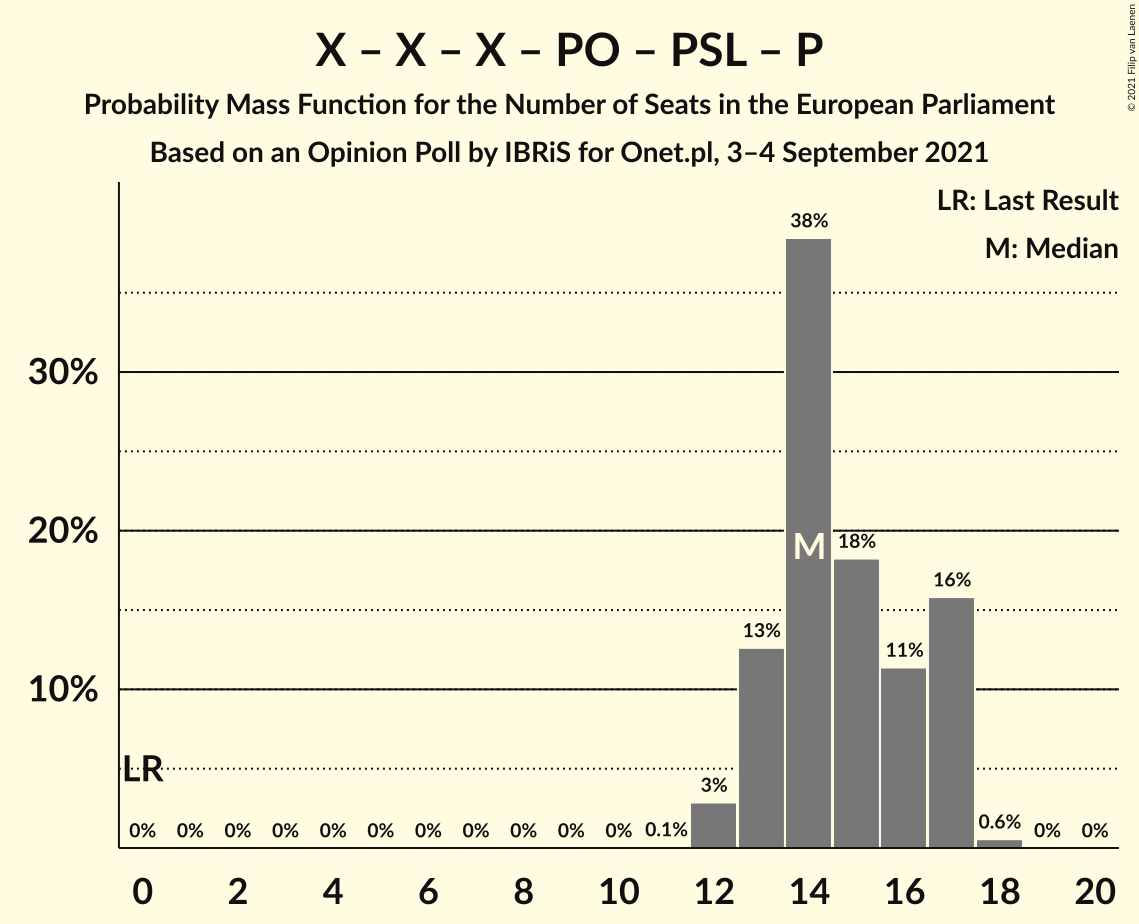 X – X – X – PO – PSL – P
Probability Mass Function for the Number of Seats in the European Parliament
Based on an Opinion Poll by IBRiS for Onet.pl, 3–4 September 2021
© 2021 Filip van Laenen
LR: Last Result
M: Median
38%
30%
20%
M
18%
16%
13%
11%
10%
LR
3%
0% 0% 0% 0% 0% 0% 0% 0% 0% 0% 0% 0.1% 0.6% 0% 0%
0 2 4 6 8 10 12 14 16 18 20